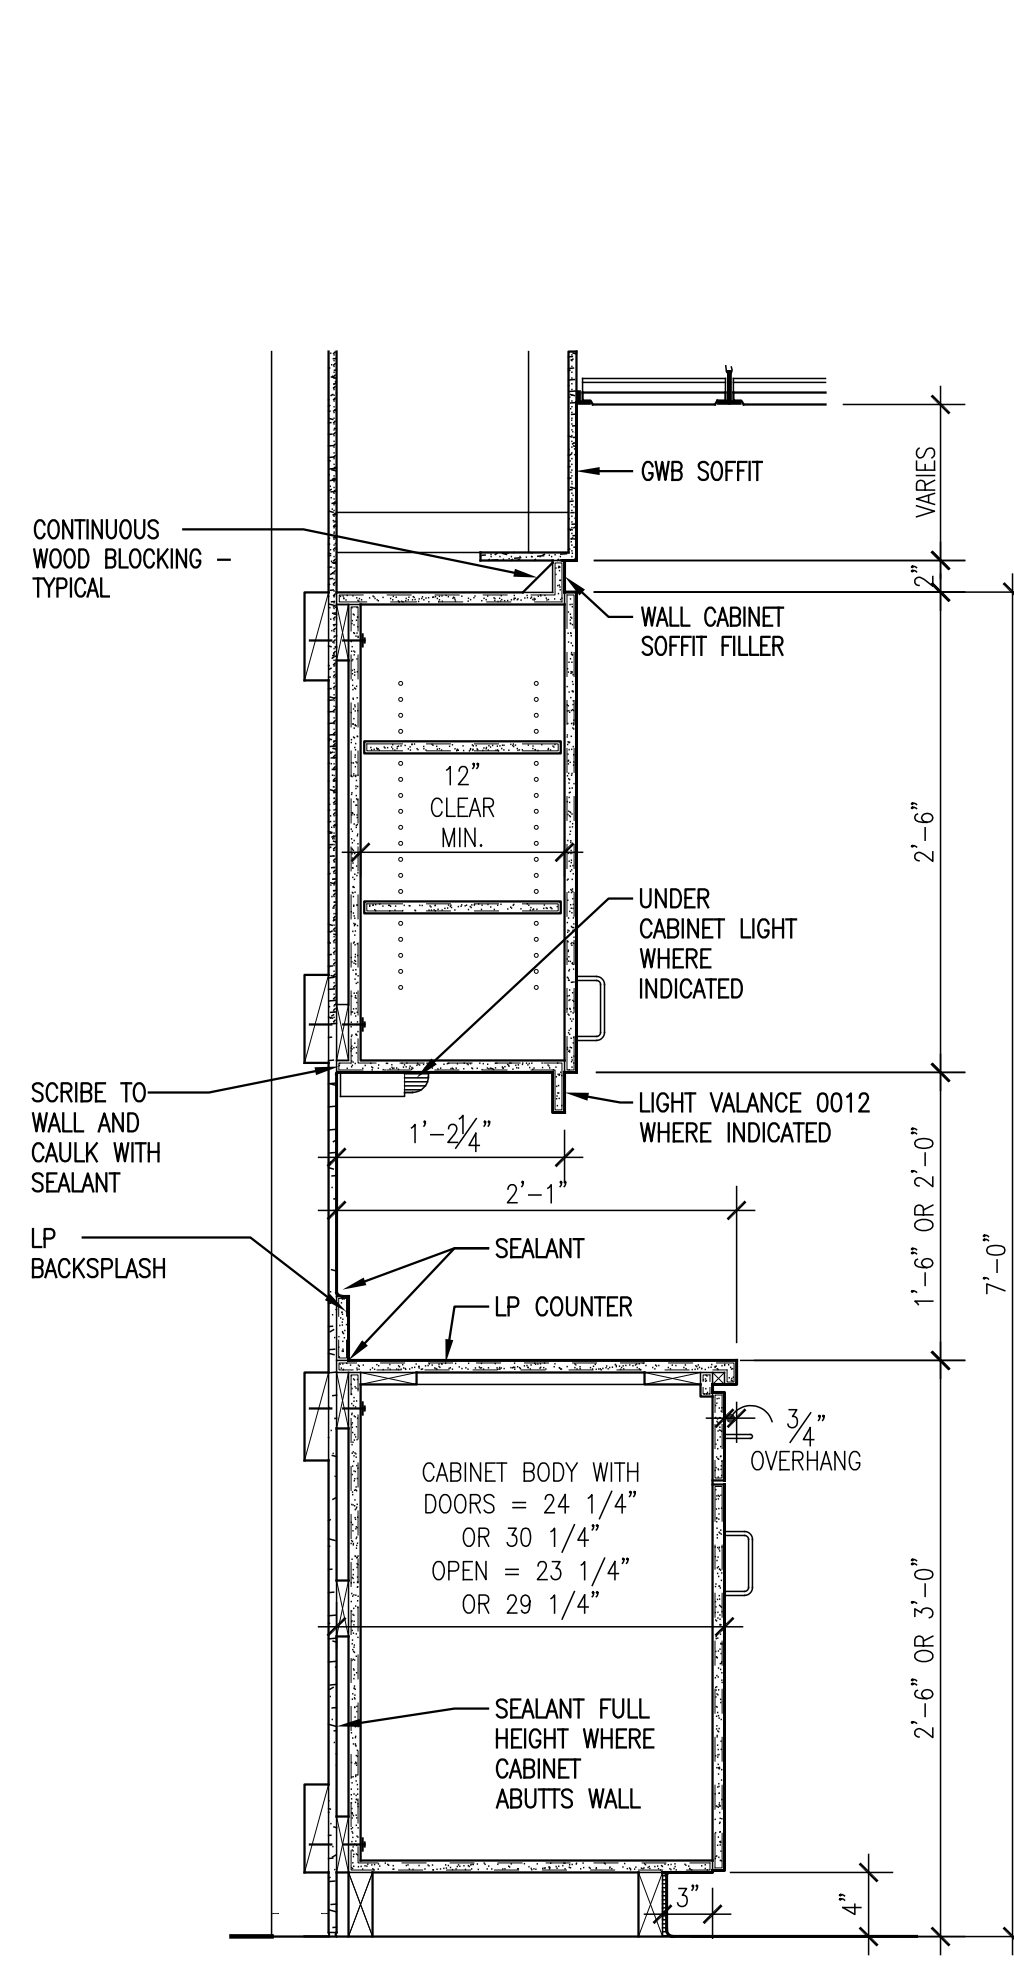 GWB SOFFIT
VARIES
CONTINUOUS
WOOD BLOCKING –
TYPICAL
2"
WALL CABINET
SOFFIT FILLER
12"
CLEAR
MIN.
2'-6"
UNDER
CABINET LIGHT
WHERE
INDICATED
SCRIBE TO
WALL AND
CAULK WITH
SEALANT
LIGHT VALANCE 0012
WHERE INDICATED
1'-2 1/4"
2'-1"
1'-6" OR 2'-0"
7'-0"
LP
BACKSPLASH
SEALANT
LP COUNTER
3/4"
OVERHANG
CABINET BODY WITH
DOORS = 24 1/4"
OR 30 1/4"
OPEN = 23 1/4"
OR 29 1/4"
2'-6" OR 3'-0"
SEALANT FULL
HEIGHT WHERE
CABINET
ABUTTS WALL
3"
4"